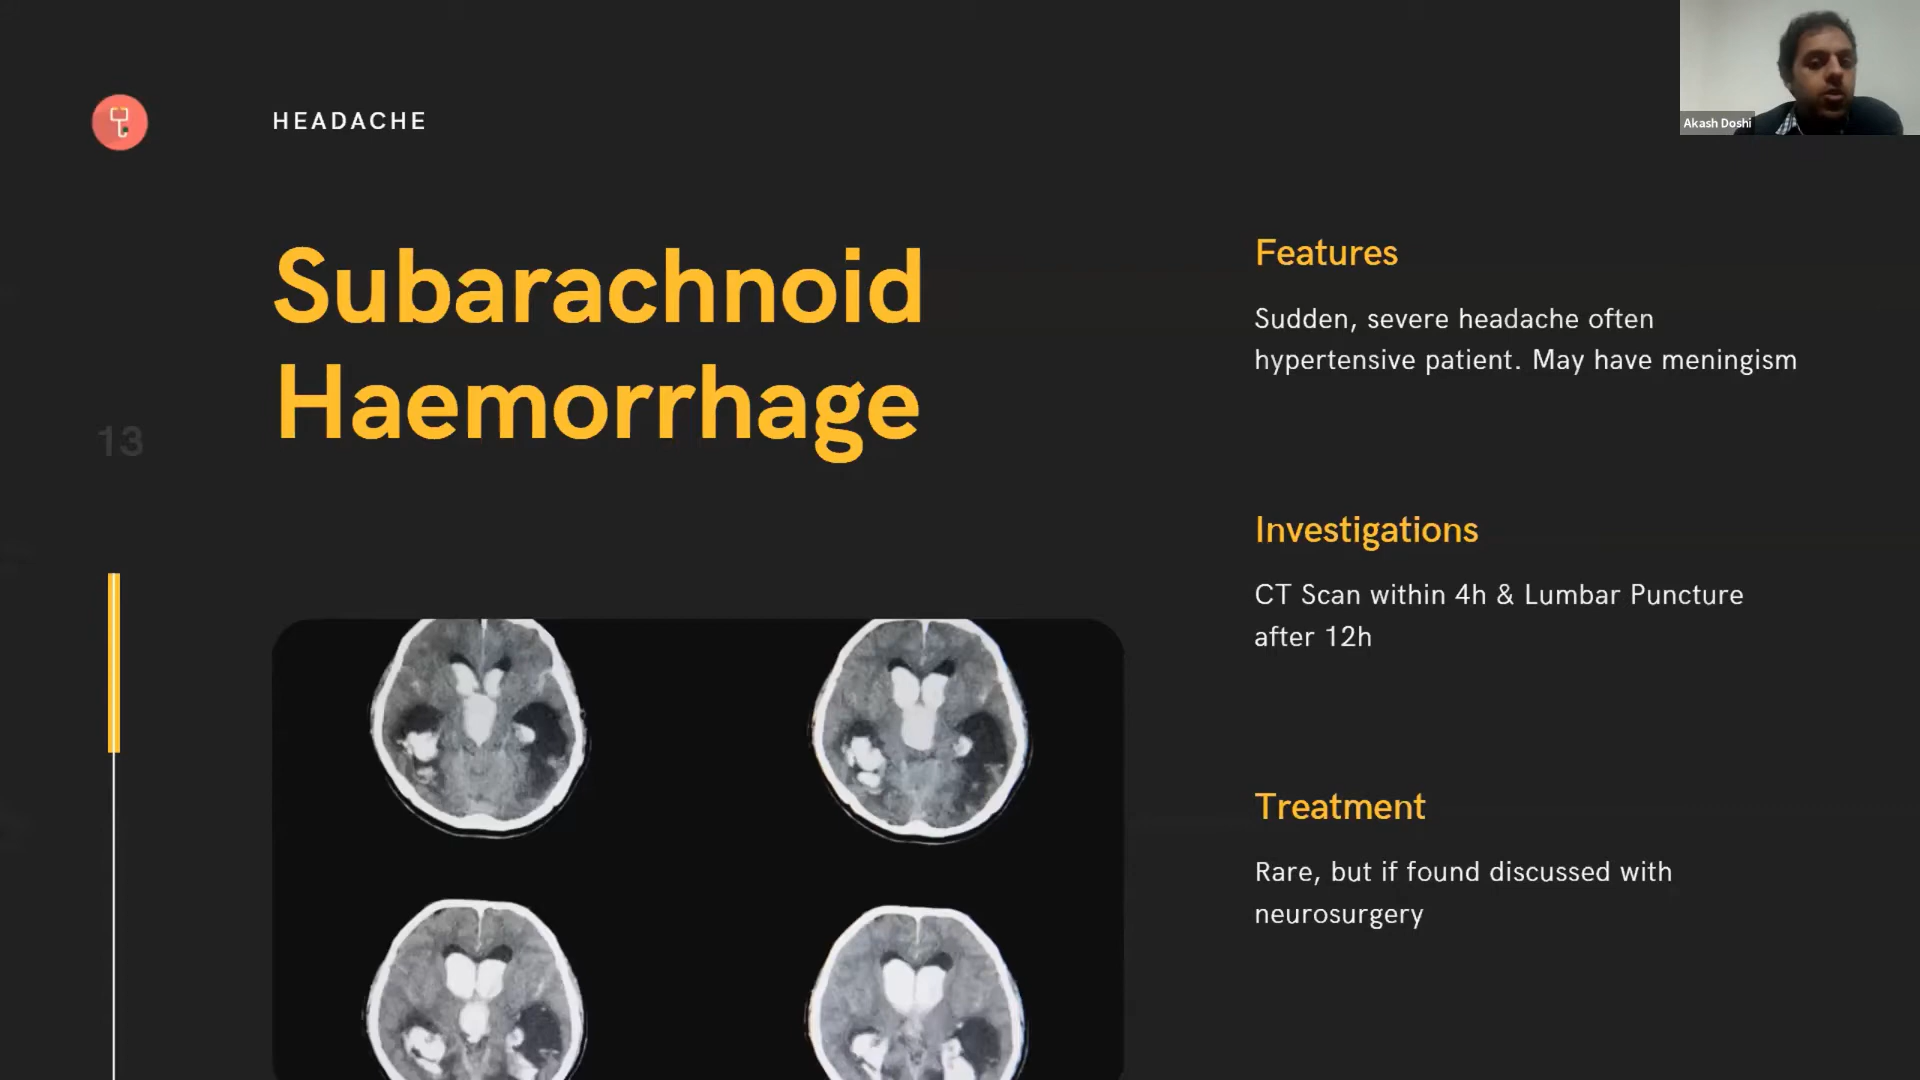 HEADACHE
Akash Doshi
Subarachnoid
Haemorrhage
13
Features
Sudden, severe headache often
hypertensive patient. May have meningism
Investigations
CT Scan within 4h & Lumbar Puncture
after 12h
Treatment
Rare, but if found discussed with
neurosurgery